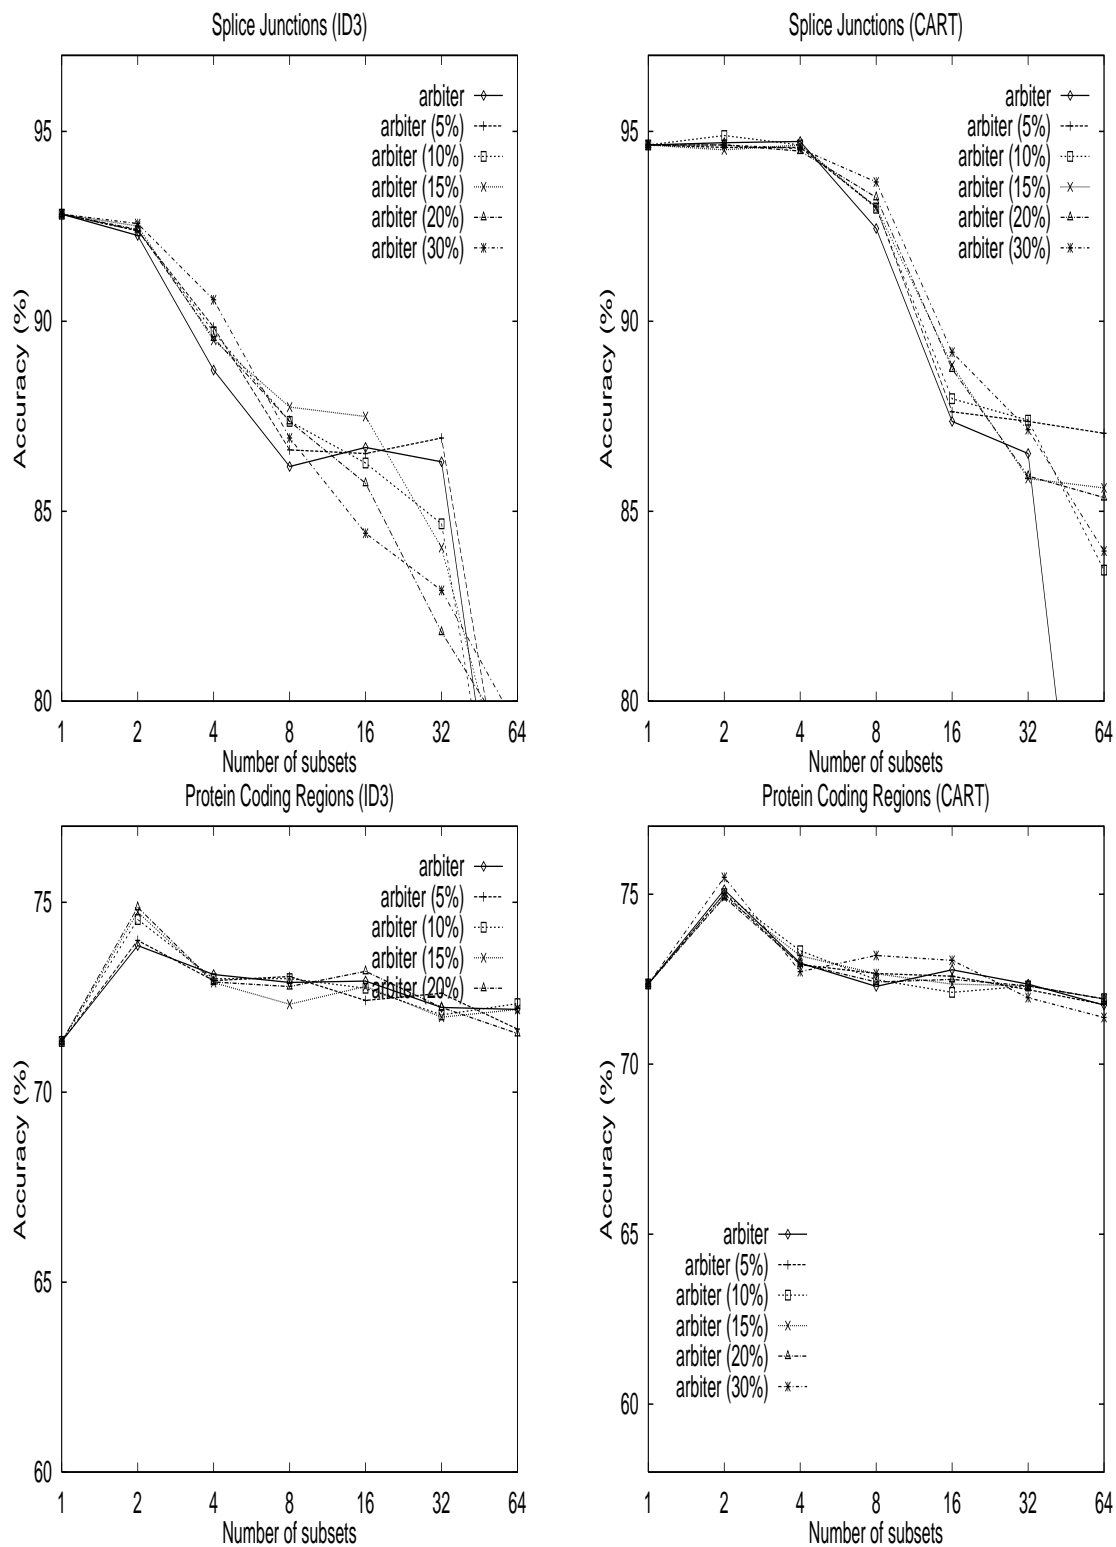 Splice Junctions (ID3)
arbiter
arbiter (5%)
arbiter (10%)
arbiter (15%)
arbiter (20%)
arbiter (30%)
95
90
85
80
Accuracy (%)
1 2 4 8 16 32 64
Number of subsets
Splice Junctions (CART)
arbiter
arbiter (5%)
arbiter (10%)
arbiter (15%)
arbiter (20%)
arbiter (30%)
95
90
85
80
Accuracy (%)
1 2 4 8 16 32 64
Number of subsets
Protein Coding Regions (ID3)
arbiter
arbiter (5%)
arbiter (10%)
arbiter (15%)
arbiter (20%)
75
70
65
60
Accuracy (%)
1 2 4 8 16 32 64
Number of subsets
Protein Coding Regions (CART)
75
70
65
60
Accuracy (%)
arbiter
arbiter (5%)
arbiter (10%)
arbiter (15%)
arbiter (20%)
arbiter (30%)
1 2 4 8 16 32 64
Number of subsets